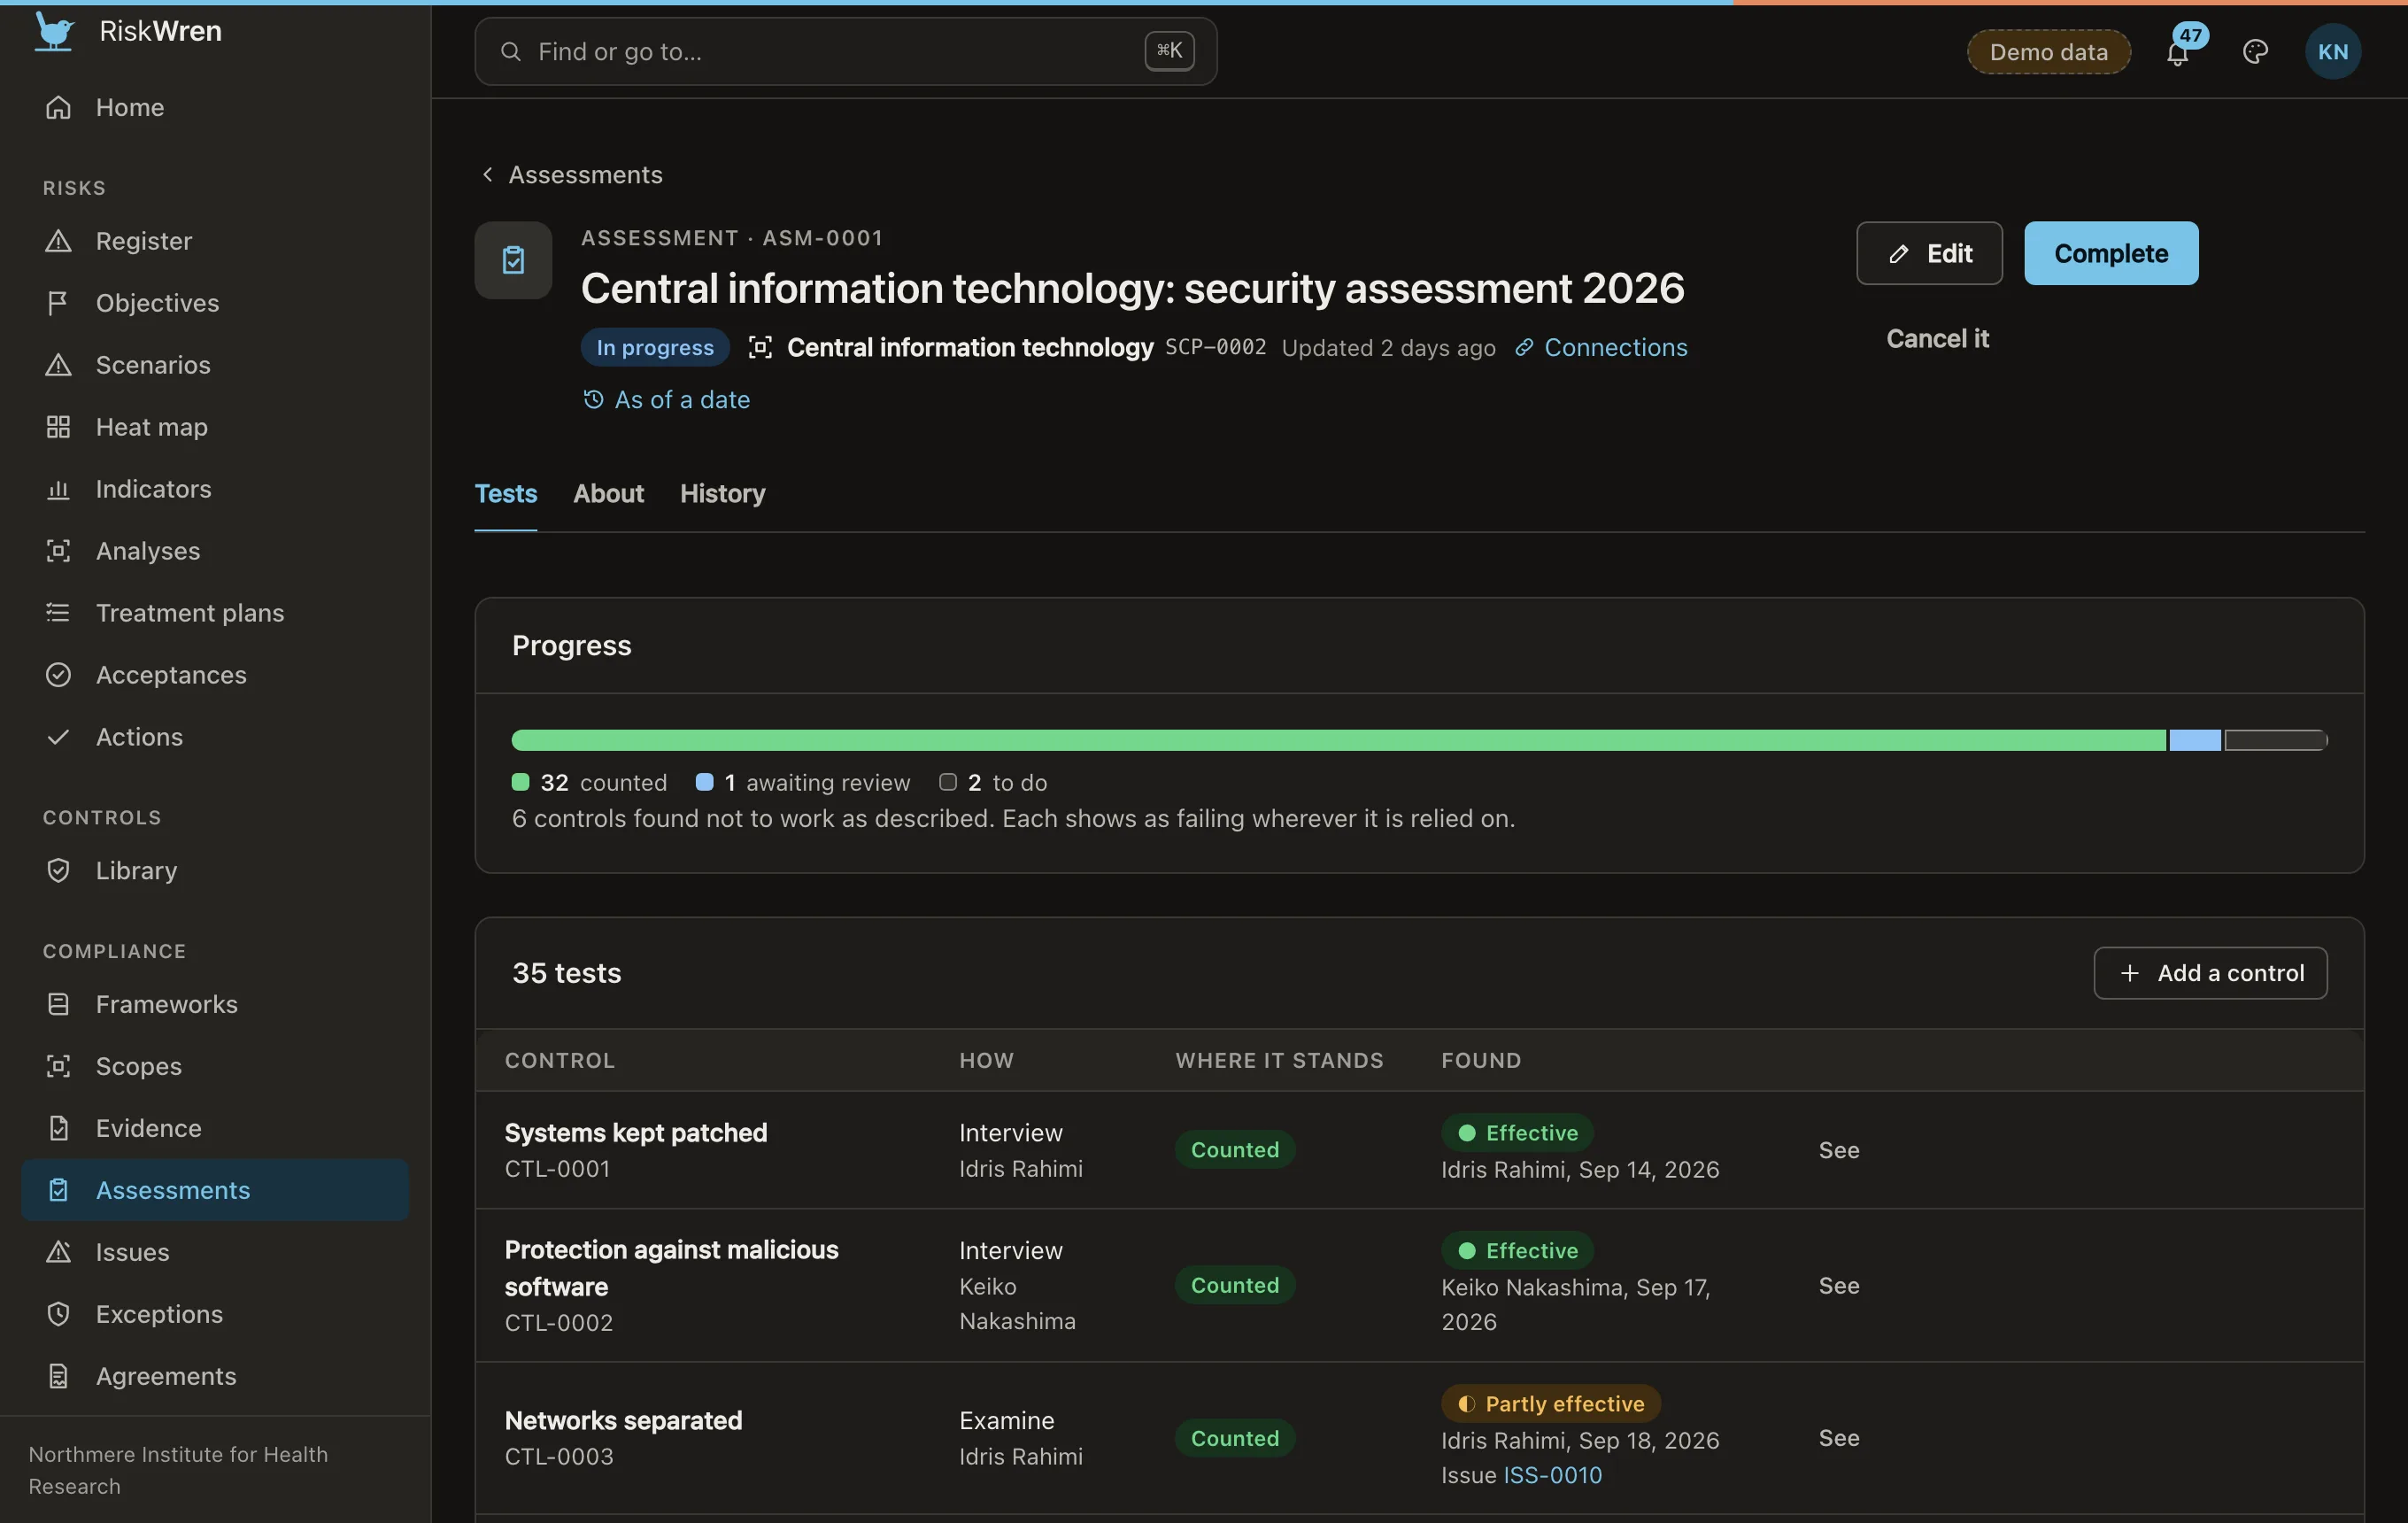 RiskWren
Find or go to...
⌘K
Demo data
47
KN
Home
RISKS
Register
Objectives
Scenarios
Heat map
Indicators
Analyses
Treatment plans
Acceptances
Actions
CONTROLS
Library
COMPLIANCE
Frameworks
Scopes
Evidence
Assessments
Issues
Exceptions
Agreements
Northmere Institute for Health
Research
Assessments
ASSESSMENT · ASM-0001
Central information technology: security assessment 2026
Edit
Complete
Cancel it
In progress
Central information technology SCP-0002 Updated 2 days ago Connections
As of a date
Tests About History
Progress
32 counted 1 awaiting review 2 to do
6 controls found not to work as described. Each shows as failing wherever it is relied on.
35 tests
Add a control
CONTROL HOW WHERE IT STANDS FOUND
Systems kept patched
CTL-0001
Interview
Idris Rahimi
Counted
Effective
Idris Rahimi, Sep 14, 2026
See
Protection against malicious
software
CTL-0002
Interview
Keiko
Nakashima
Counted
Effective
Keiko Nakashima, Sep 17,
2026
See
Networks separated
CTL-0003
Examine
Idris Rahimi
Counted
Partly effective
Idris Rahimi, Sep 18, 2026
Issue ISS-0010
See